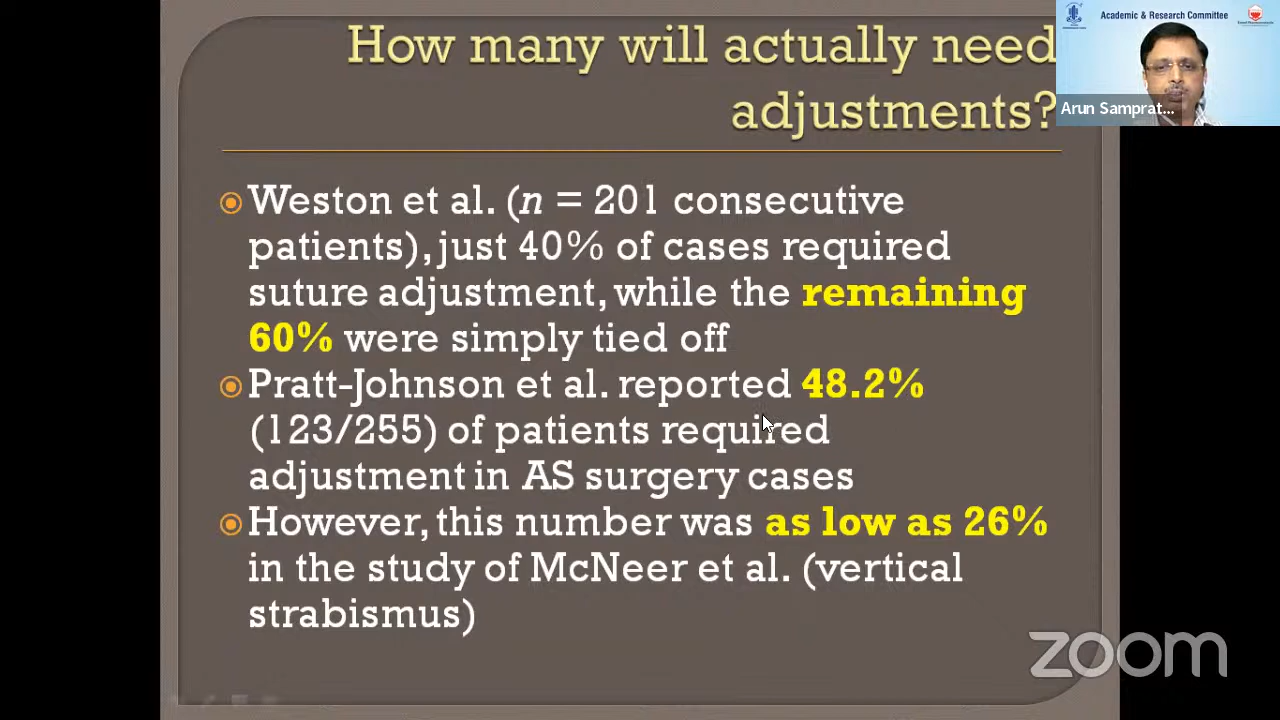 How many will actually need
adjustments?
Academic & Research Committee
Arun Samprat...
Weston et al. (n = 201 consecutive
patients), just 40% of cases required
suture adjustment, while the remaining
60% were simply tied off
Pratt-Johnson et al. reported 48.2%
(123/255) of patients required
adjustment in AS surgery cases
However, this number was as low as 26%
in the study of McNeer et al. (vertical
strabismus)
zoom